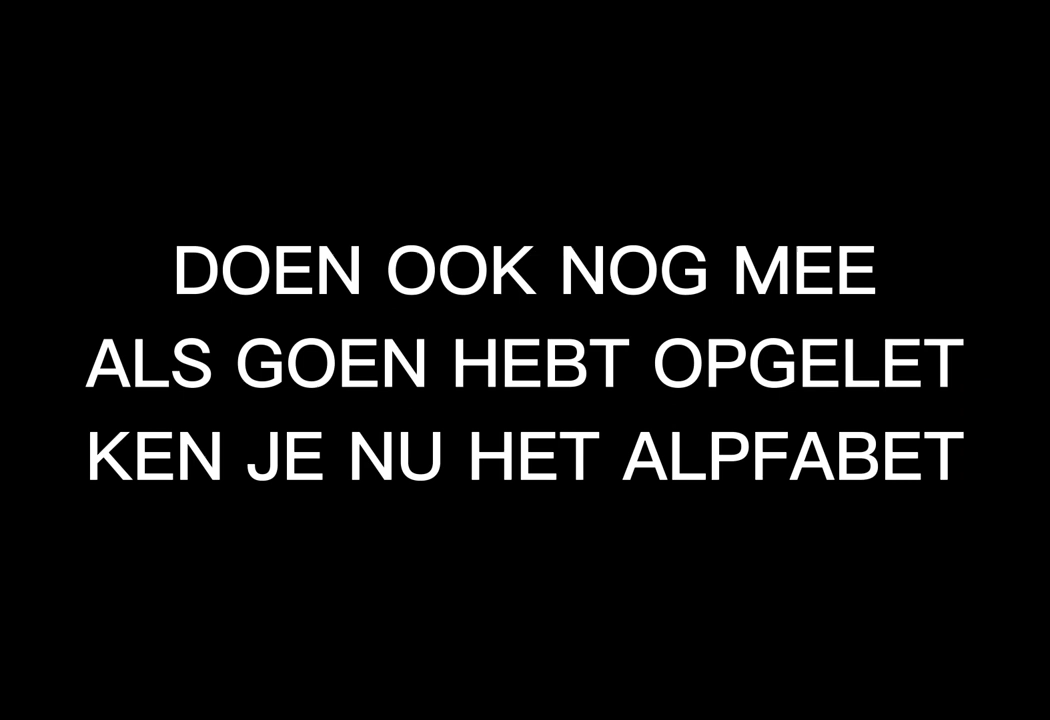 DOEN OOK NOG MEE
ALS GOEN HEBT OPGELET
KEN JE NU HET ALPFABET